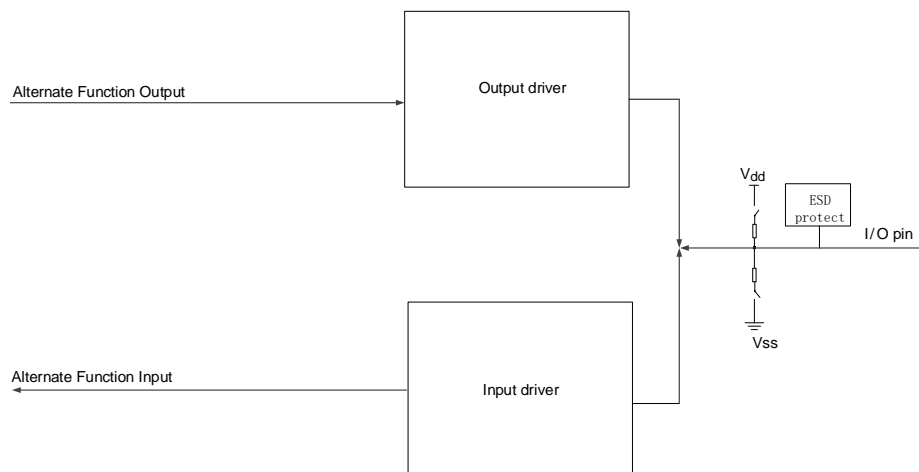 Alternate Function Output
Output driver
Vdd
ESD
protect
I/O pin
Vss
Alternate Function Input
Input driver